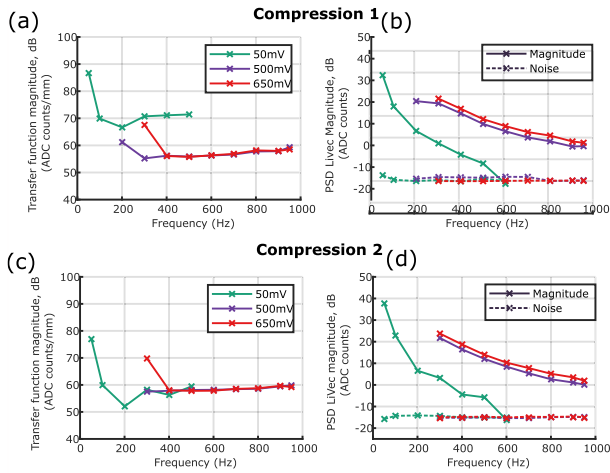 Compression 1
(a)
Transfer function magnitude, dB
(ADC counts/mm)
100
90
80
70
60
50
40
0
200
400
600
800
1000
Frequency (Hz)
50mV
500mV
650mV
(b)
PSD Livec Magnitude, dB
(ADC counts)
50
40
30
20
10
0
-10
-20
0
200
400
600
800
1000
Frequency (Hz)
Magnitude
Noise
Compression 2
(c)
Transfer function magnitude, dB
(ADC counts/mm)
100
90
80
70
60
50
40
0
200
400
600
800
1000
Frequency (Hz)
50mV
500mV
650mV
(d)
PSD LiVec magnitude, dB
(ADC counts)
50
40
30
20
10
0
-10
-20
0
200
400
600
800
1000
Frequency (Hz)
Magnitude
Noise